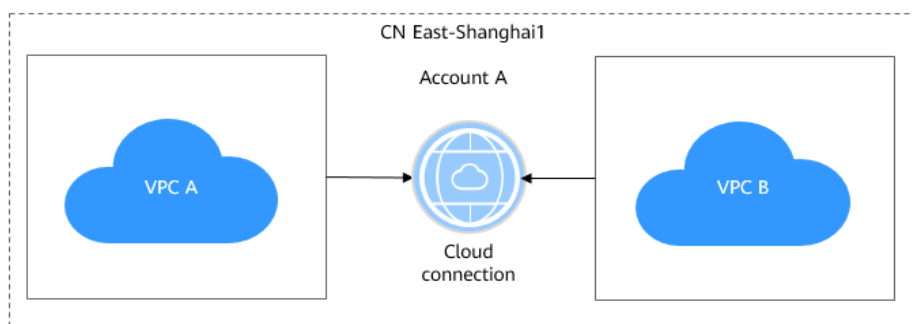 CN East-Shanghai1
Account A
VPC A
VPC B
Cloud
connection